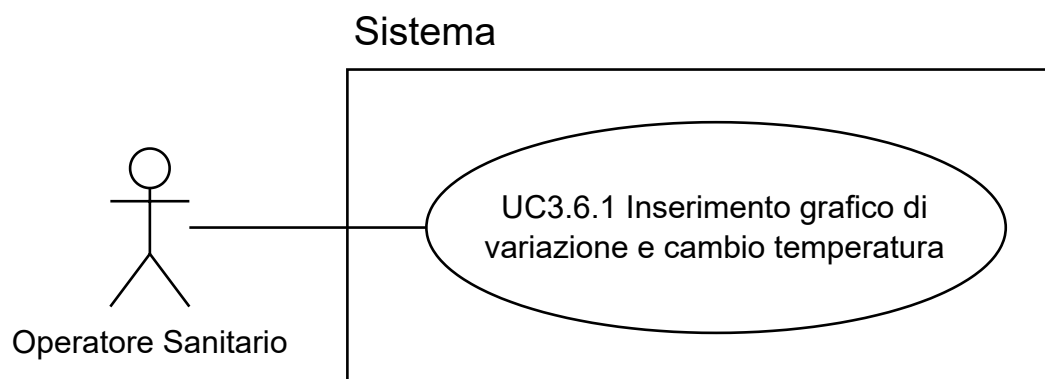 Sistema
UC3.6.1 Inserimento grafico di
variazione e cambio temperatura
Operatore Sanitario